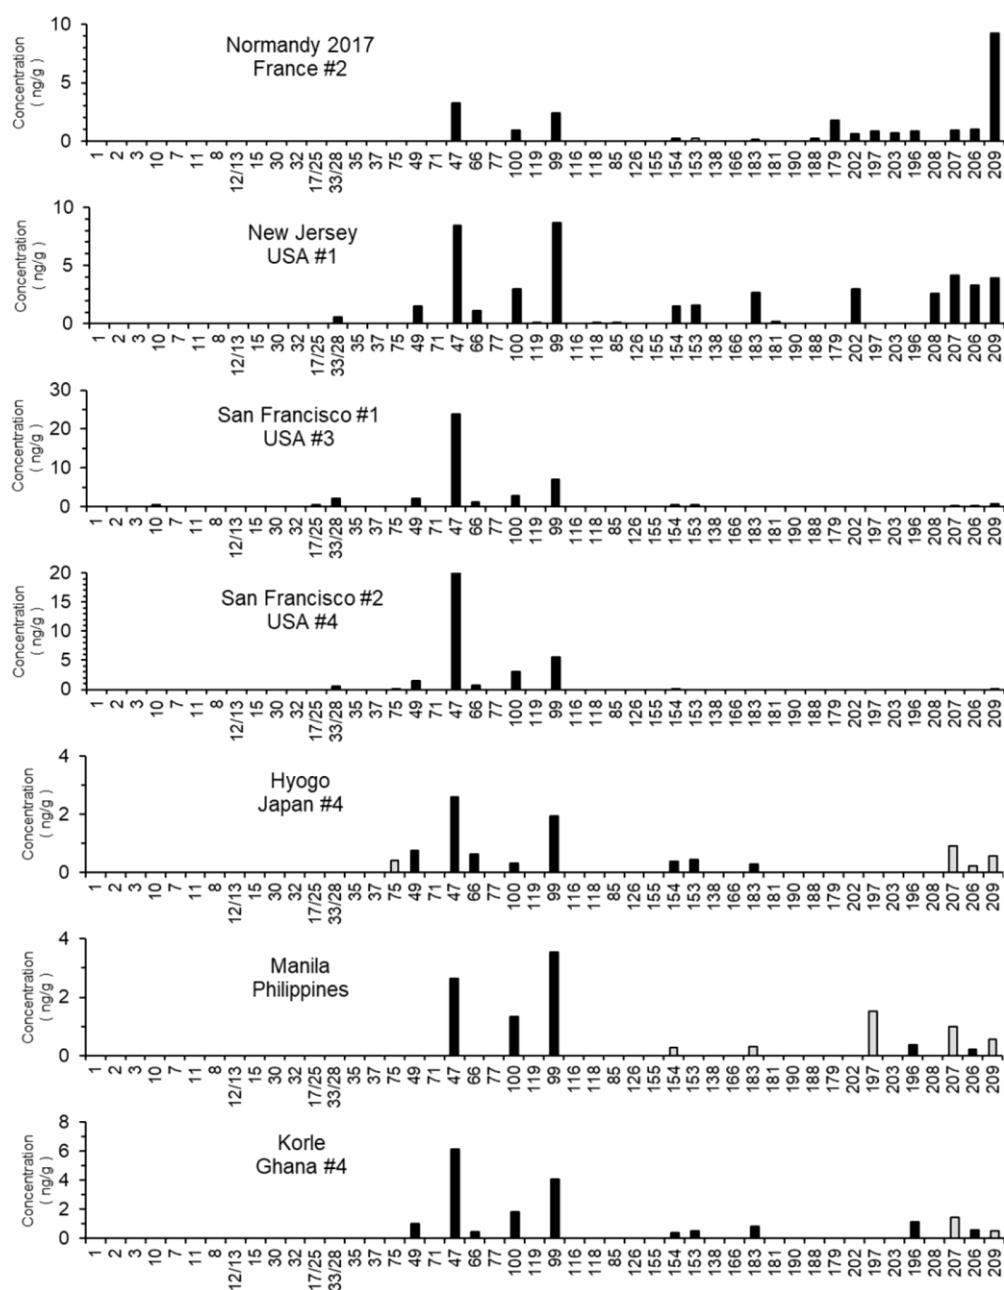 Concentration
( ng/g )
10
5
0
Normandy 2017
France #2
1 2 3 10 7 11 8 12/13 15 30 32 17/25 33/28 35 37 75 49 71 47 66 77 100 119 99 116 118 85 126 155 154 153 138 166 183 181 190 188 179 202 197 203 196 208 207 206 209
Concentration
( ng/g )
10
5
0
New Jersey
USA #1
1 2 3 10 7 11 8 12/13 15 30 32 17/25 33/28 35 37 75 49 71 47 66 77 100 119 99 116 118 85 126 155 154 153 138 166 183 181 190 188 179 202 197 203 196 208 207 206 209
Concentration
( ng/g )
30
20
10
0
San Francisco #1
USA #3
1 2 3 10 7 11 8 12/13 15 30 32 17/25 33/28 35 37 75 49 71 47 66 77 100 119 99 116 118 85 126 155 154 153 138 166 183 181 190 188 179 202 197 203 196 208 207 206 209
Concentration
( ng/g )
20
15
10
5
0
San Francisco #2
USA #4
1 2 3 10 7 11 8 12/13 15 30 32 17/25 33/28 35 37 75 49 71 47 66 77 100 119 99 116 118 85 126 155 154 153 138 166 183 181 190 188 179 202 197 203 196 208 207 206 209
Concentration
( ng/g )
4
2
0
Hyogo
Japan #4
1 2 3 10 7 11 8 12/13 15 30 32 17/25 33/28 35 37 75 49 71 47 66 77 100 119 99 116 118 85 126 155 154 153 138 166 183 181 190 188 179 202 197 203 196 208 207 206 209
Concentration
( ng/g )
4
2
0
Manila
Philippines
1 2 3 10 7 11 8 12/13 15 30 32 17/25 33/28 35 37 75 49 71 47 66 77 100 119 99 116 118 85 126 155 154 153 138 166 183 181 190 188 179 202 197 203 196 208 207 206 209
Concentration
( ng/g )
8
6
4
2
0
Korle
Ghana #4
1 2 3 10 7 11 8 12/13 15 30 32 17/25 33/28 35 37 75 49 71 47 66 77 100 119 99 116 118 85 126 155 154 153 138 166 183 181 190 188 179 202 197 203 196 208 207 206 209